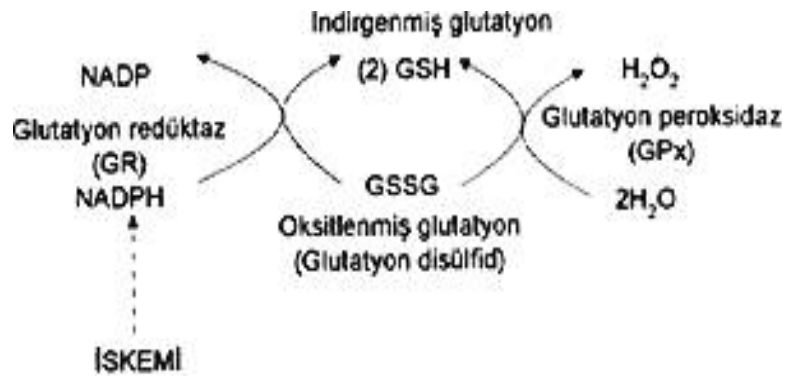 İndirgenmiş glutatyon
NADP
(2) GSH
H₂O₂
Glutatyon redüktaz
(GR)
Glutatyon peroksidaz
(GPx)
NADPH
GSSG
2H₂O
Oksitlenmiş glutatyon
(Glutatyon disülfid)
İSKEMİ